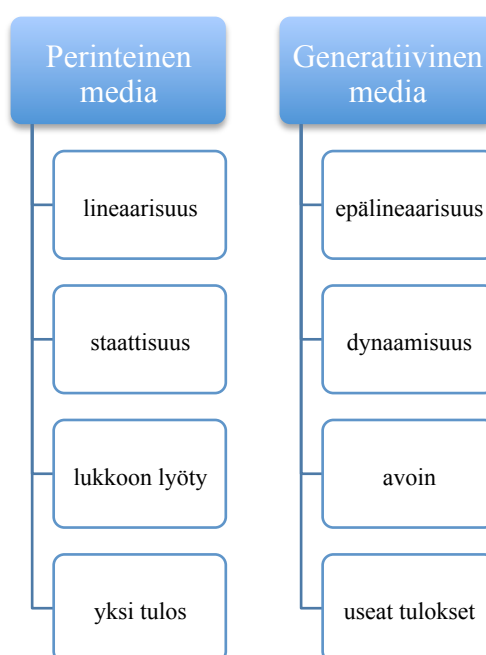 Perinteinen
media
lineaarisuus
staattisuus
lukkoon lyöty
yksi tulos
Generatiivinen
media
epälineaarisuus
dynaamisuus
avoin
useat tulokset